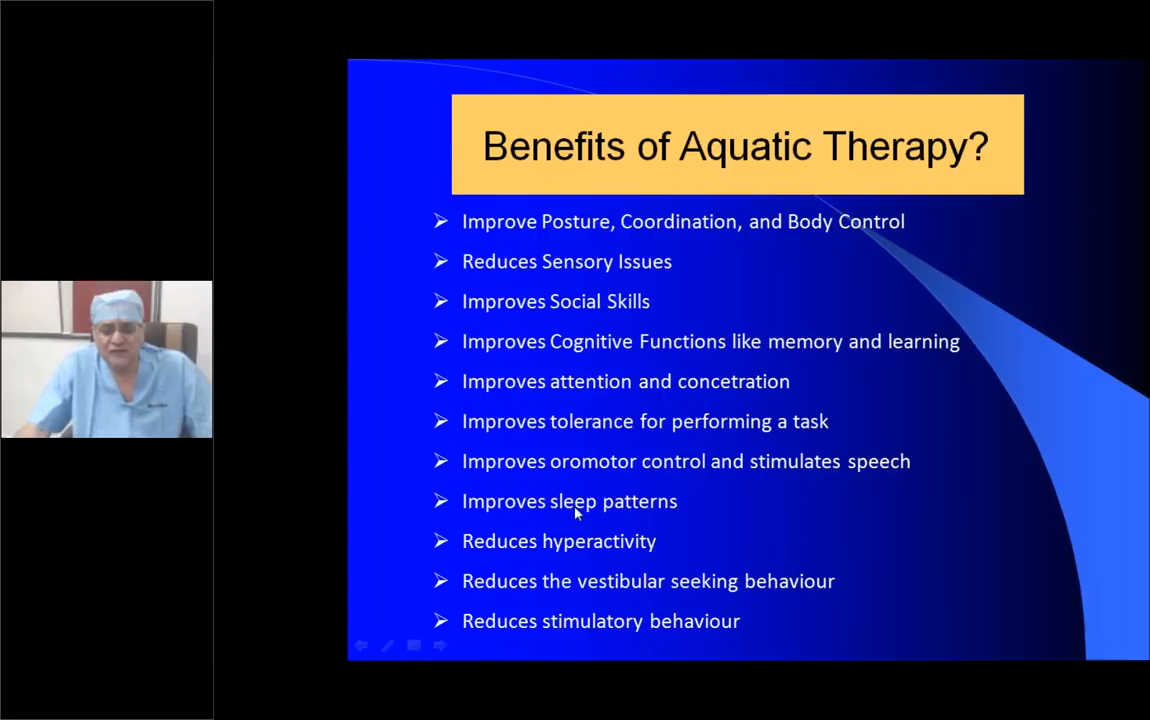 Benefits of Aquatic Therapy?
Improve Posture, Coordination, and Body Control
Reduces Sensory Issues
Improves Social Skills
Improves Cognitive Functions like memory and learning
Improves attention and concetration
Improves tolerance for performing a task
Improves oromotor control and stimulates speech
Improves sleep patterns
Reduces hyperactivity
Reduces the vestibular seeking behaviour
Reduces stimulatory behaviour